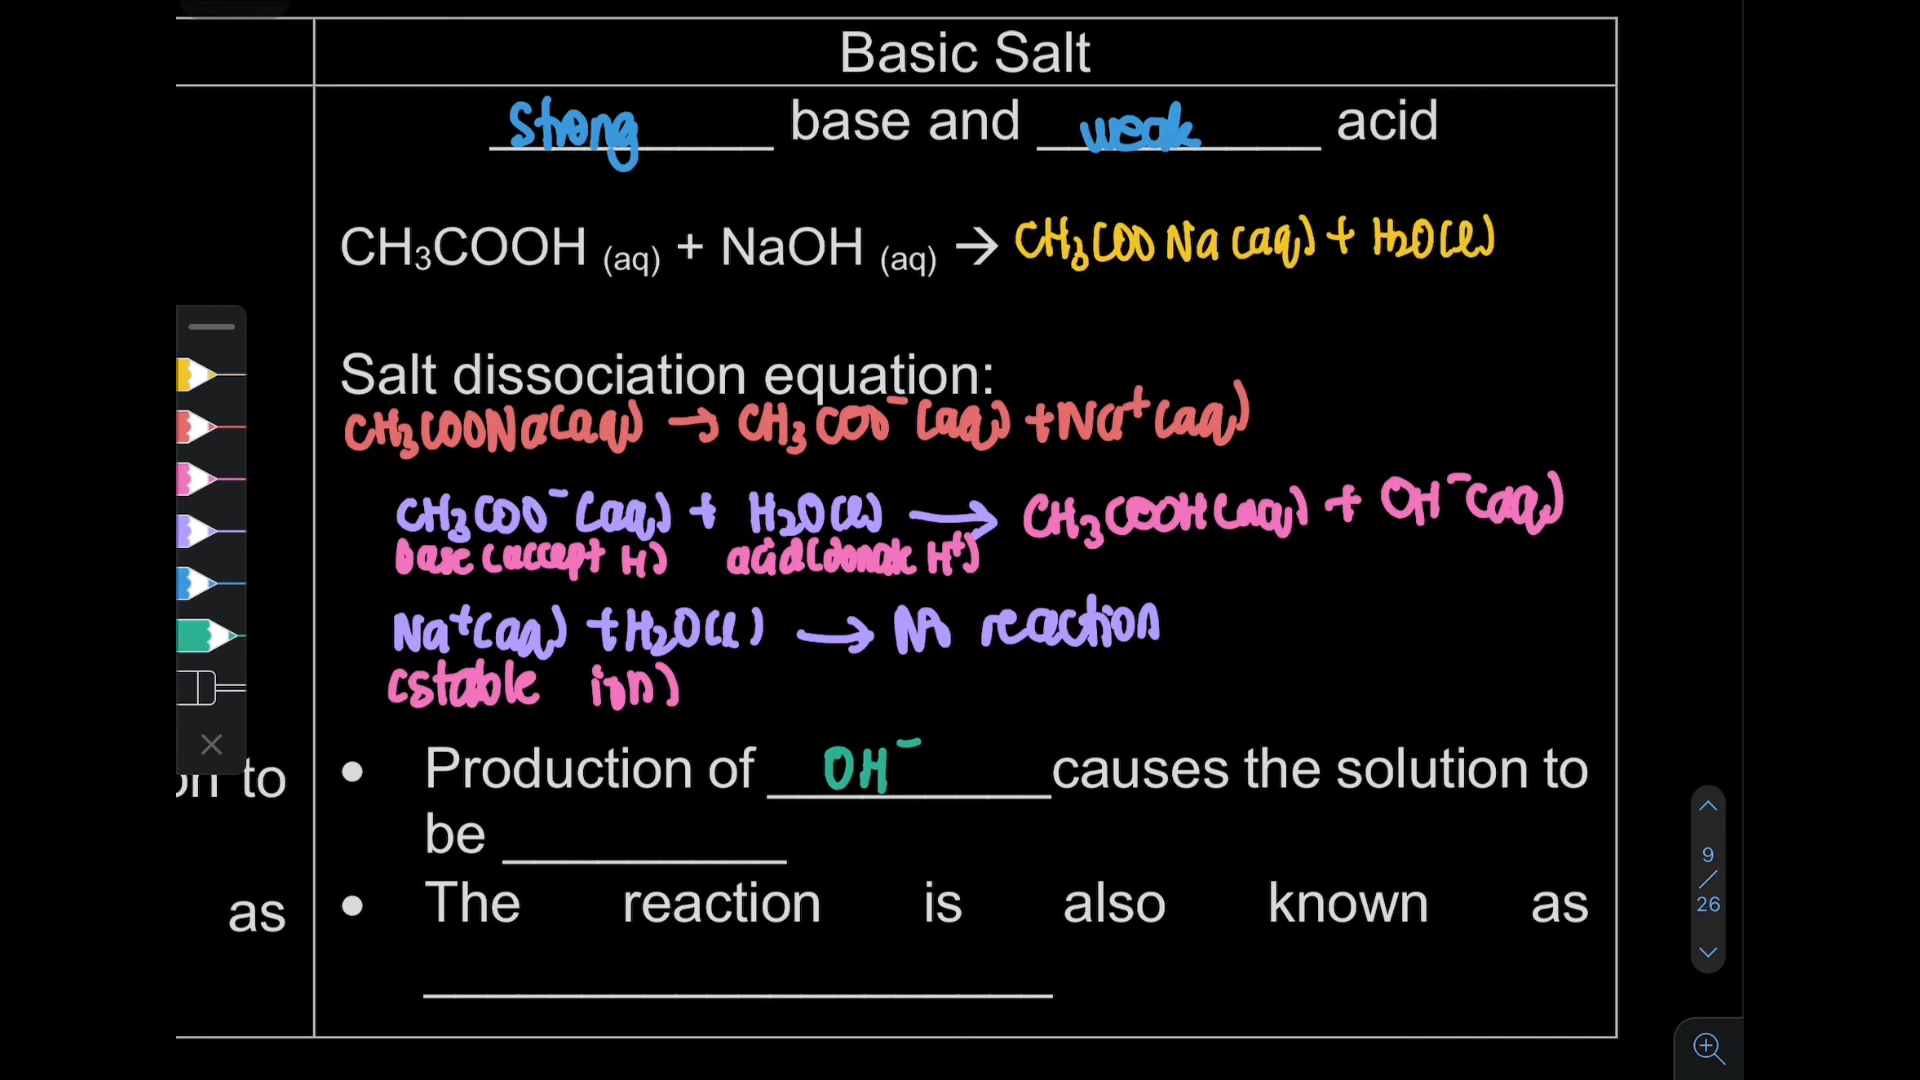 Basic Salt
strong base and weak acid
CH₃COOH (aq) + NaOH (aq) → CH₃COO Na (aq) + H₂O(l)
Salt dissociation equation:
CH₃COONa(aq) → CH₃COO⁻(aq) + Na⁺(aq)
CH₃COO⁻(aq) + H₂O(l) → CH₃COOH(aq) + OH⁻(aq)
base (accept H) acid (donate H⁺)
Na⁺(aq) + H₂O(l) → reaction
(stable ion)
on to
• Production of OH⁻ causes the solution to
be
as
• The reaction is also known as
9
/
26